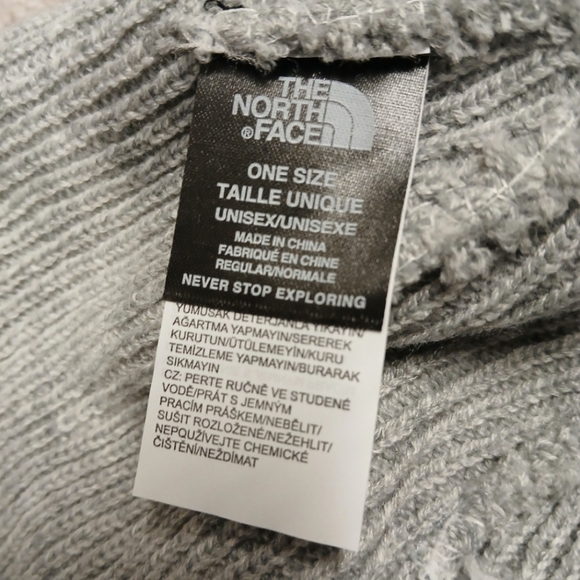 THE
NORTH
®FACE
ONE SIZE
TAILLE UNIQUE
UNISEX/UNISEXE
MADE IN CHINA
FABRIQUÉ EN CHINE
REGULAR/NORMALE
NEVER STOP EXPLORING
YUMUSAK DETERJANLA YIKAYIN/
AĞARTMA YAPMAYIN/SEREREK
KURUTUN/ÜTÜLEMEYİN/KURU
TEMİZLEME YAPMAYIN/BURARAK
SIKMAYIN
CZ: PERTE RUČNĚ VE STUDENÉ
VODĚ/PRÁT S JEMNÝM
PRACÍM PRÁŠKEM/NEBĚLIT/
SUŠIT ROZLOŽENÉ/NEŽEHLIT/
NEPOUŽÍVEJTE CHEMICKÉ
ČIŠTĚNÍ/NEŽDÍMAT